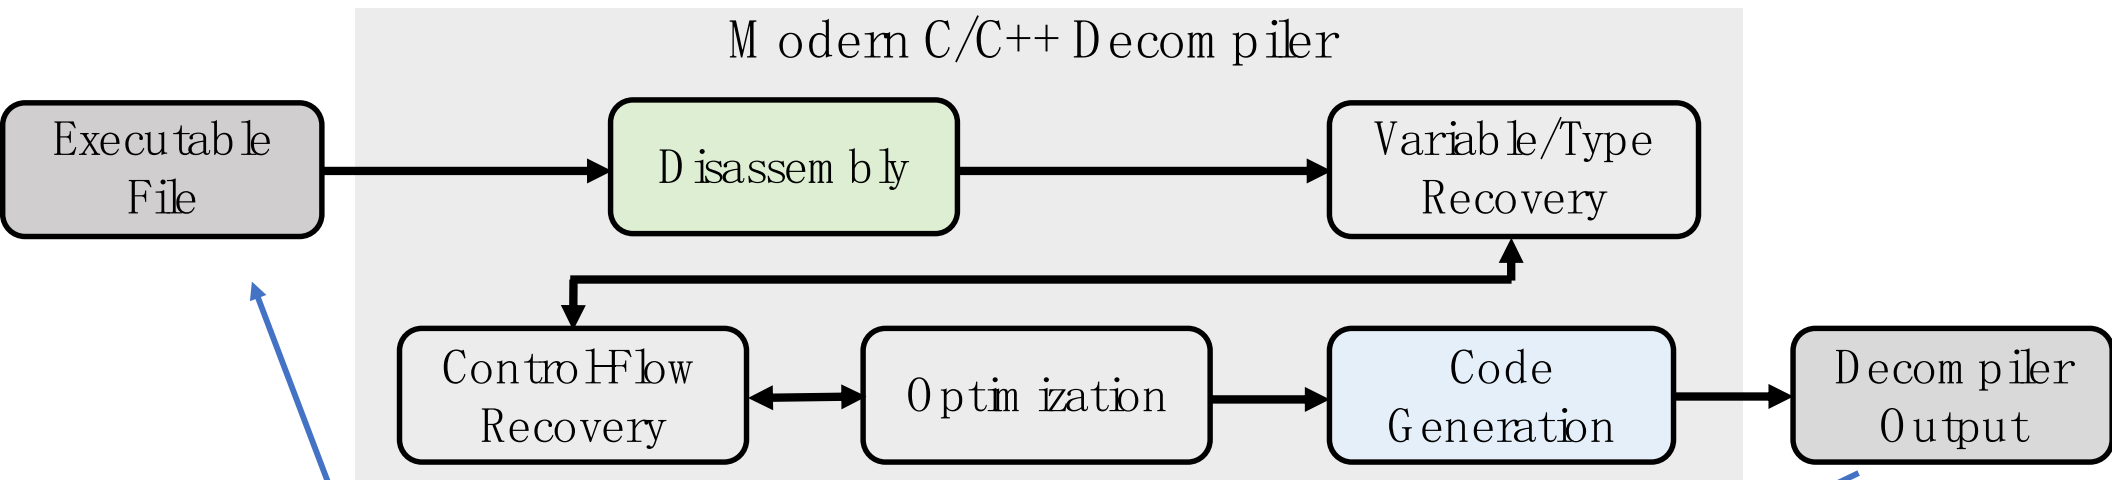 Modern C/C++ Decompiler
Executable
File
Disassembly
Variable/Type
Recovery
Control-Flow
Recovery
Optimization
Code
Generation
Decompiler
Output